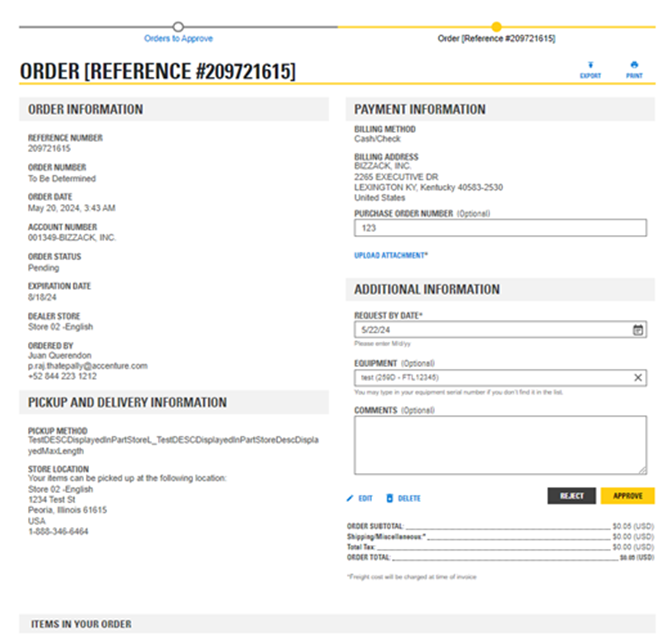 Orders to Approve
Order [Reference #209721615]
ORDER [REFERENCE #209721615]
EXPORT
PRINT
ORDER INFORMATION
REFERENCE NUMBER
209721615
ORDER NUMBER
To Be Determined
ORDER DATE
May 20, 2024, 3:43 AM
ACCOUNT NUMBER
001349-BIZZACK, INC.
ORDER STATUS
Pending
EXPIRATION DATE
8/18/24
DEALER STORE
Store 02 -English
ORDERED BY
Juan Querendon
p.raj.thatepally@accenture.com
+52 844 223 1212
PICKUP AND DELIVERY INFORMATION
PICKUP METHOD
TestDESCDisplayedInPartStoreL_TestDESCDisplayedInPartStoreDescDispla
yedMaxLength
STORE LOCATION
Your items can be picked up at the following location:
Store 02 -English
1234 Test St
Peoria, Illinois 61615
USA
1-888-346-6464
PAYMENT INFORMATION
BILLING METHOD
Cash/Check
BILLING ADDRESS
BIZZACK, INC.
2265 EXECUTIVE DR
LEXINGTON KY, Kentucky 40583-2530
United States
PURCHASE ORDER NUMBER (Optional)
123
UPLOAD ATTACHMENT*
ADDITIONAL INFORMATION
REQUEST BY DATE*
5/22/24
Please enter M/d/yy
EQUIPMENT (Optional)
test (259D - FTL12345)
You may type in your equipment serial number if you don't find it in the list.
COMMENTS (Optional)
EDIT
DELETE
REJECT
APPROVE
ORDER SUBTOTAL: $0.05 (USD)
Shipping/Miscellaneous:* $0.00 (USD)
Total Tax: $0.00 (USD)
ORDER TOTAL: $0.05 (USD)
*Freight cost will be charged at time of invoice
ITEMS IN YOUR ORDER